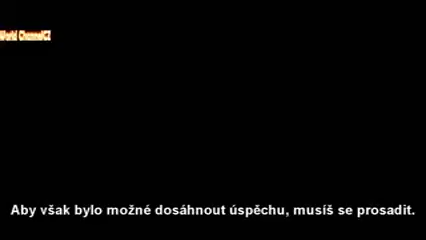 World ChannelCZ
Aby však bylo možné dosáhnout úspěchu, musíš se prosadit.